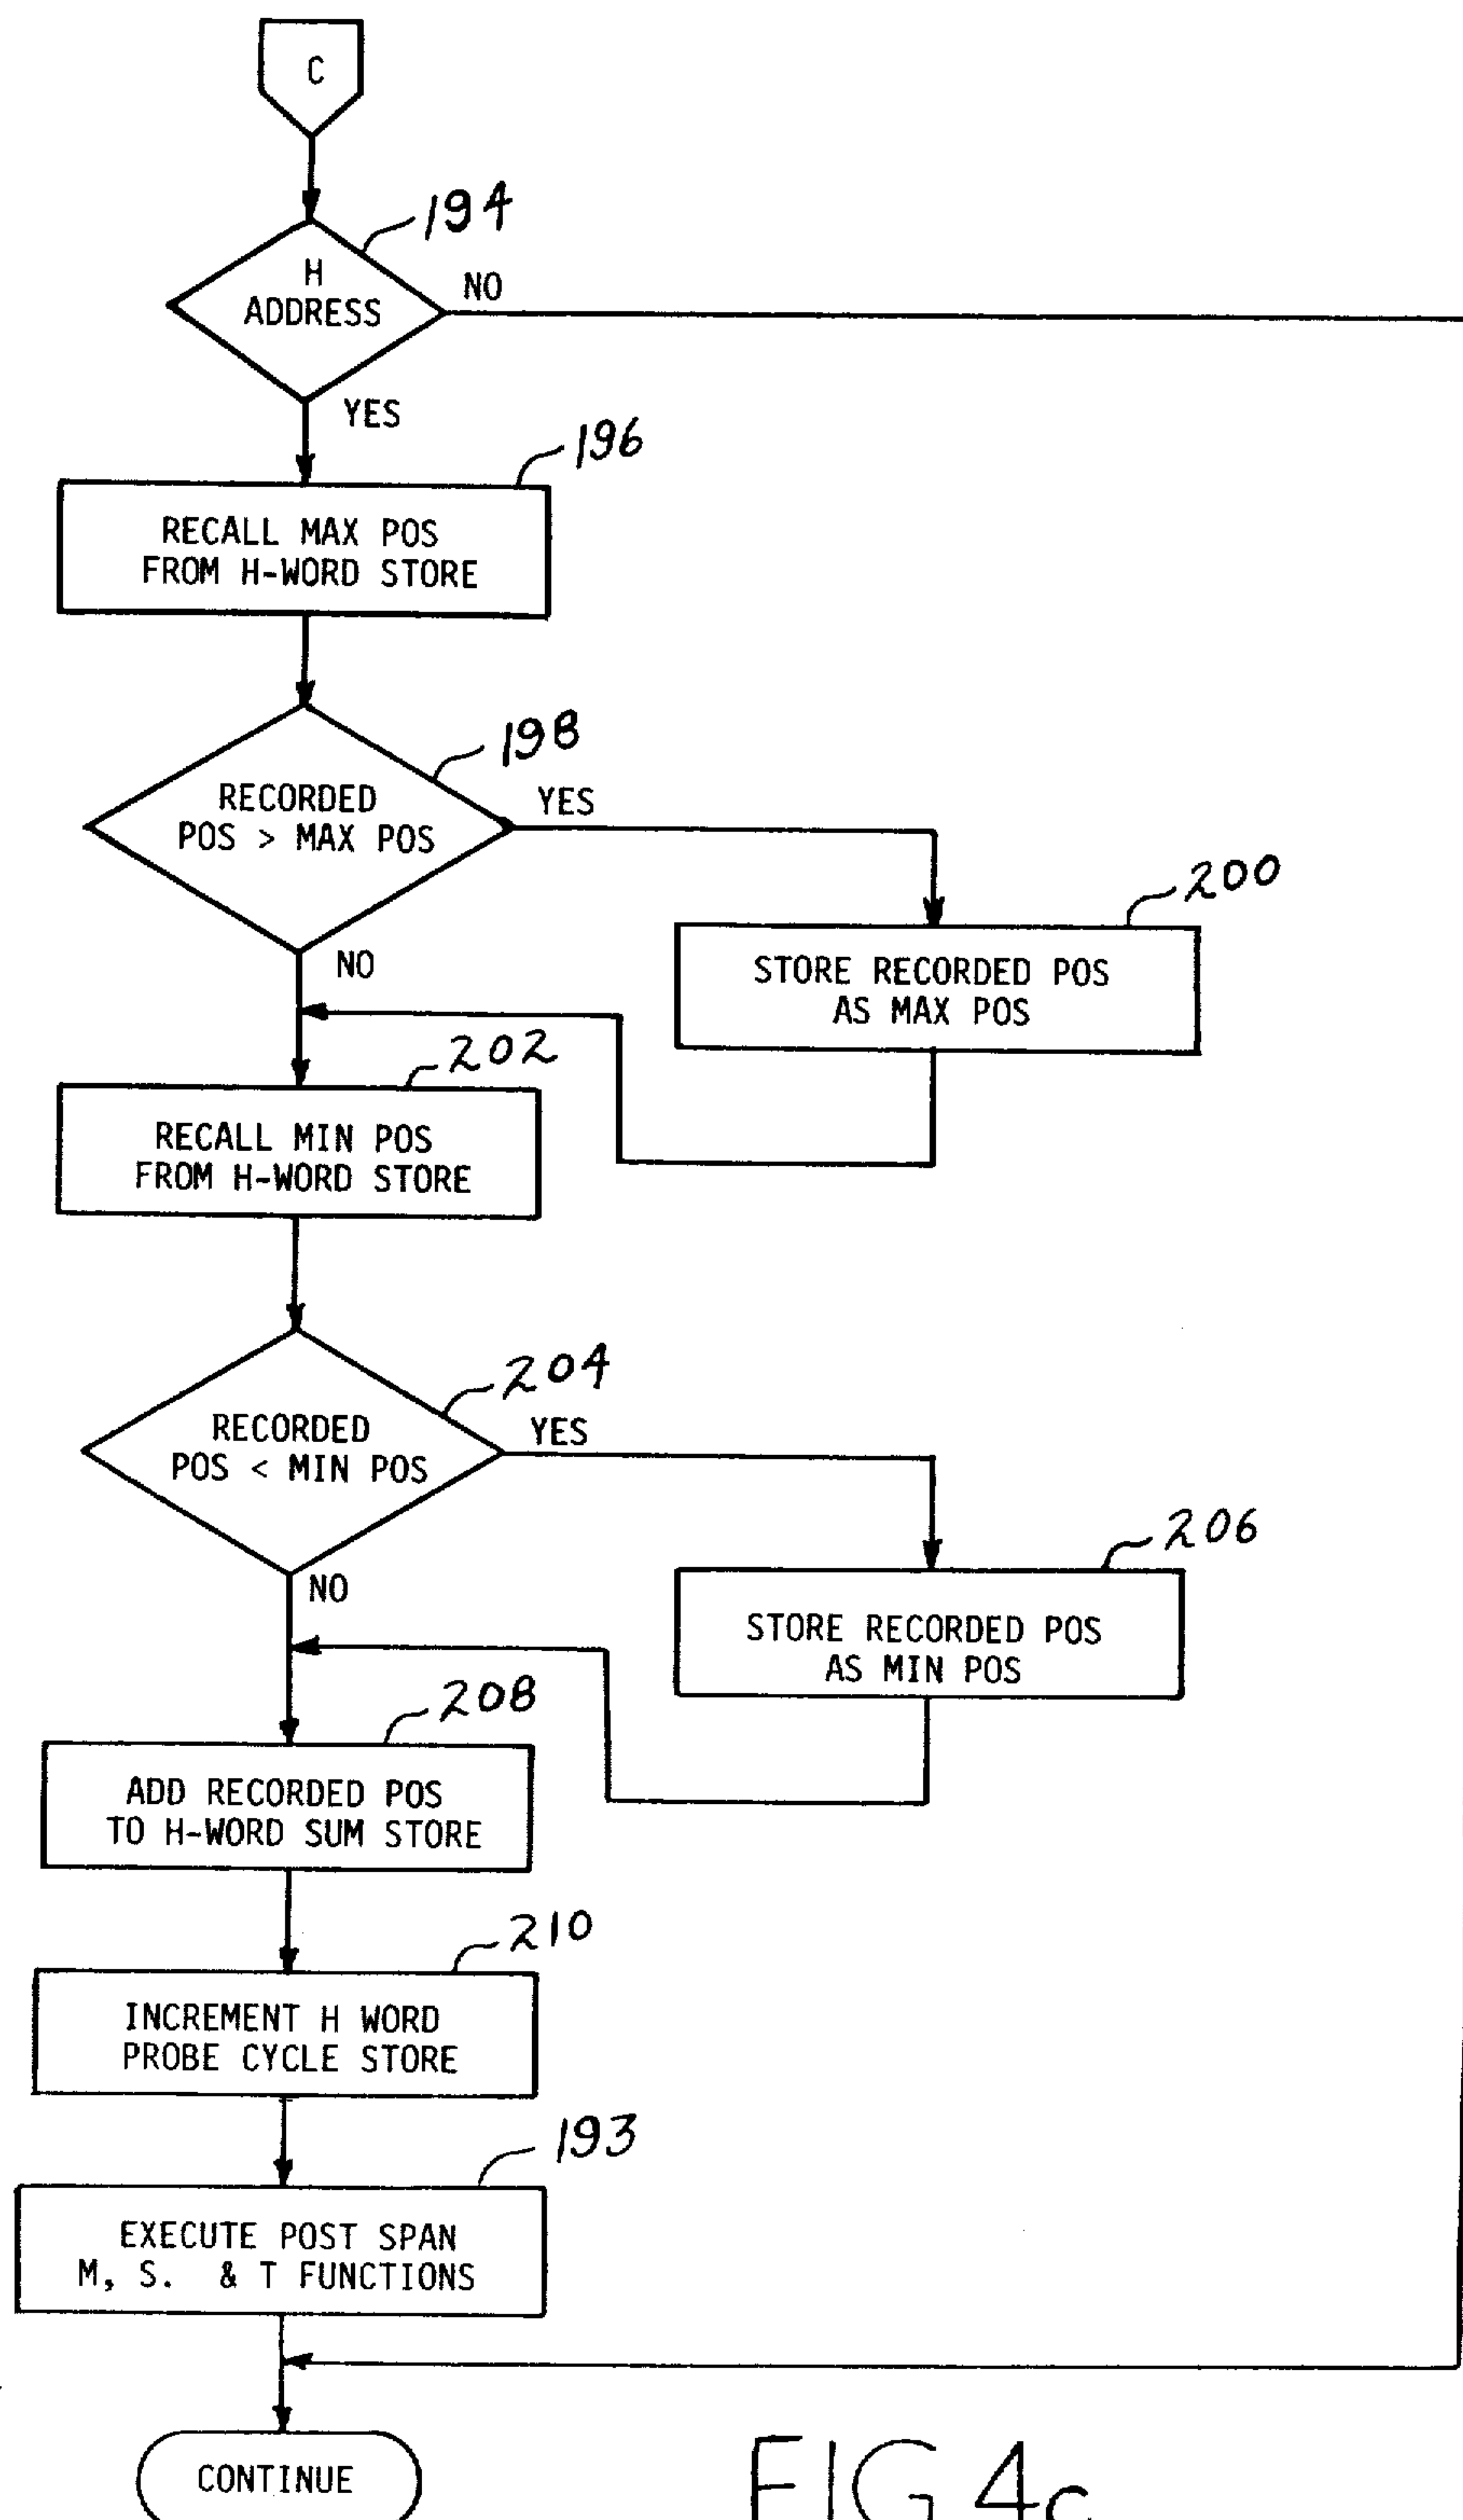 C
194
H
ADDRESS
NO
YES
196
RECALL MAX POS
FROM H-WORD STORE
198
RECORDED
POS > MAX POS
YES
NO
200
STORE RECORDED POS
AS MAX POS
202
RECALL MIN POS
FROM H-WORD STORE
204
RECORDED
POS < MIN POS
YES
NO
206
STORE RECORDED POS
AS MIN POS
208
ADD RECORDED POS
TO H-WORD SUM STORE
210
INCREMENT H WORD
PROBE CYCLE STORE
193
EXECUTE POST SPAN
M, S. & T FUNCTIONS
CONTINUE
FIG 4c